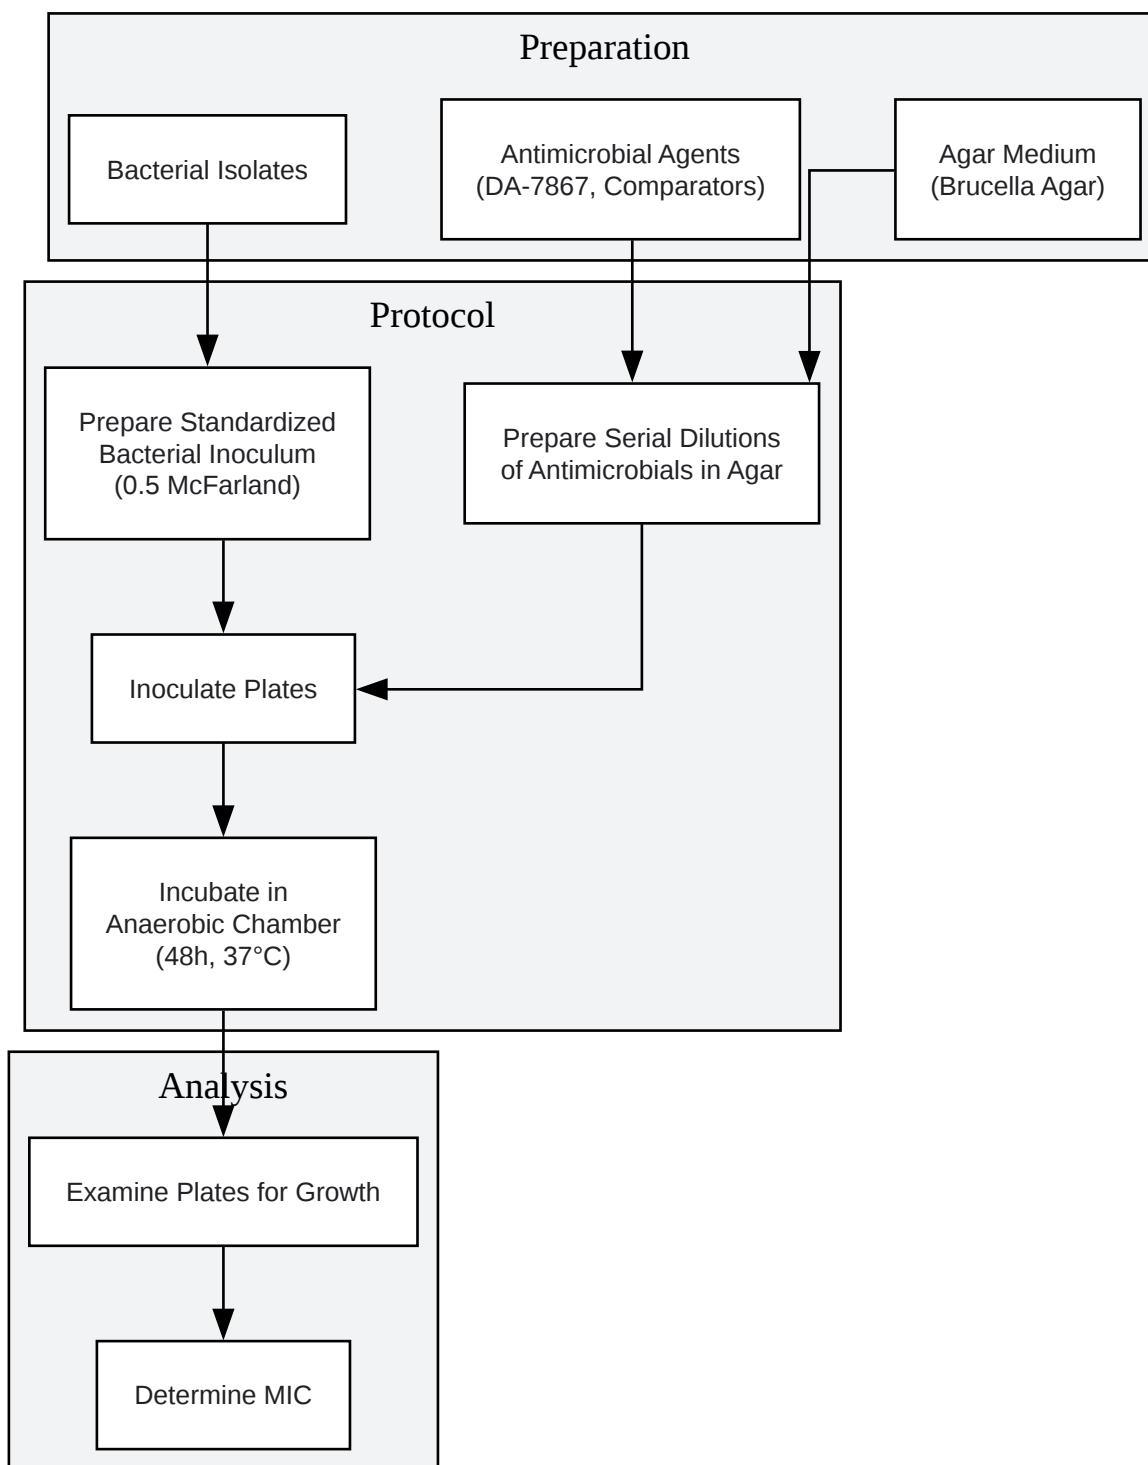 Preparation
Bacterial Isolates
Antimicrobial Agents
(DA-7867, Comparators)
Agar Medium
(Brucella Agar)
Protocol
Prepare Standardized
Bacterial Inoculum
(0.5 McFarland)
Prepare Serial Dilutions
of Antimicrobials in Agar
Inoculate Plates
Incubate in
Anaerobic Chamber
(48h, 37°C)
Analysis
Examine Plates for Growth
Determine MIC